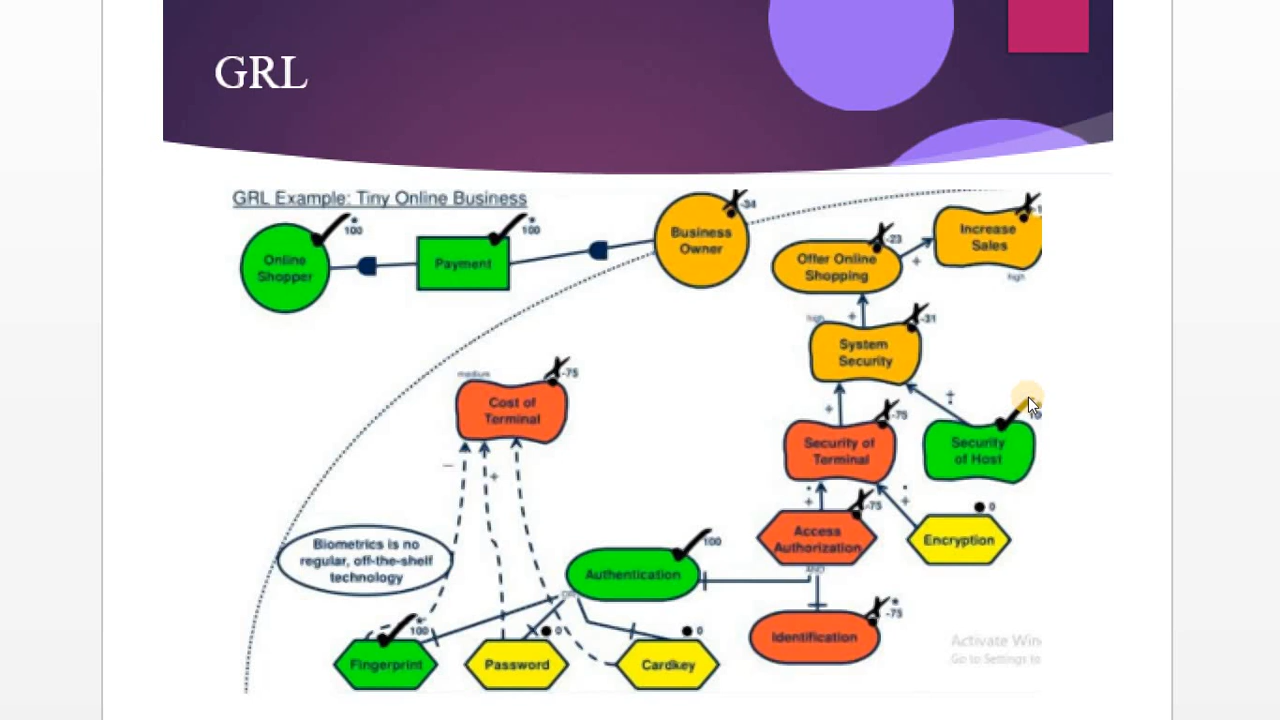 GRL
GRL Example: Tiny Online Business
Online
Shopper
*
100
Payment
*
100
Business
Owner
-34
Offer Online
Shopping
-23
+
Increase
Sales
high
high
+
System
Security
-31
medium
Cost of
Terminal
-75
+
Security of
Terminal
-75
+
Security
of Host
–
+
+
+
Access
Authorization
-75
AND
Encryption
0
Biometrics is no
regular, off-the-shelf
technology
Authentication
100
OR
Identification
*
-75
Fingerprint
*
100
Password
0
Cardkey
0
Activate Win
Go to Settings to